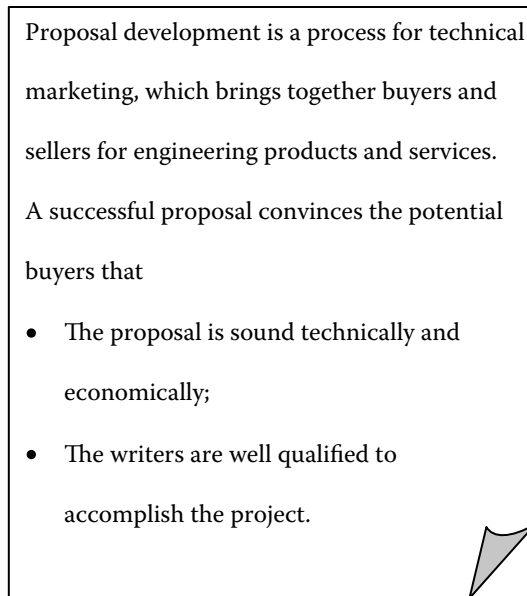 Proposal development is a process for technical
marketing, which brings together buyers and
sellers for engineering products and services.
A successful proposal convinces the potential
buyers that
• The proposal is sound technically and
economically;
• The writers are well qualified to
accomplish the project.